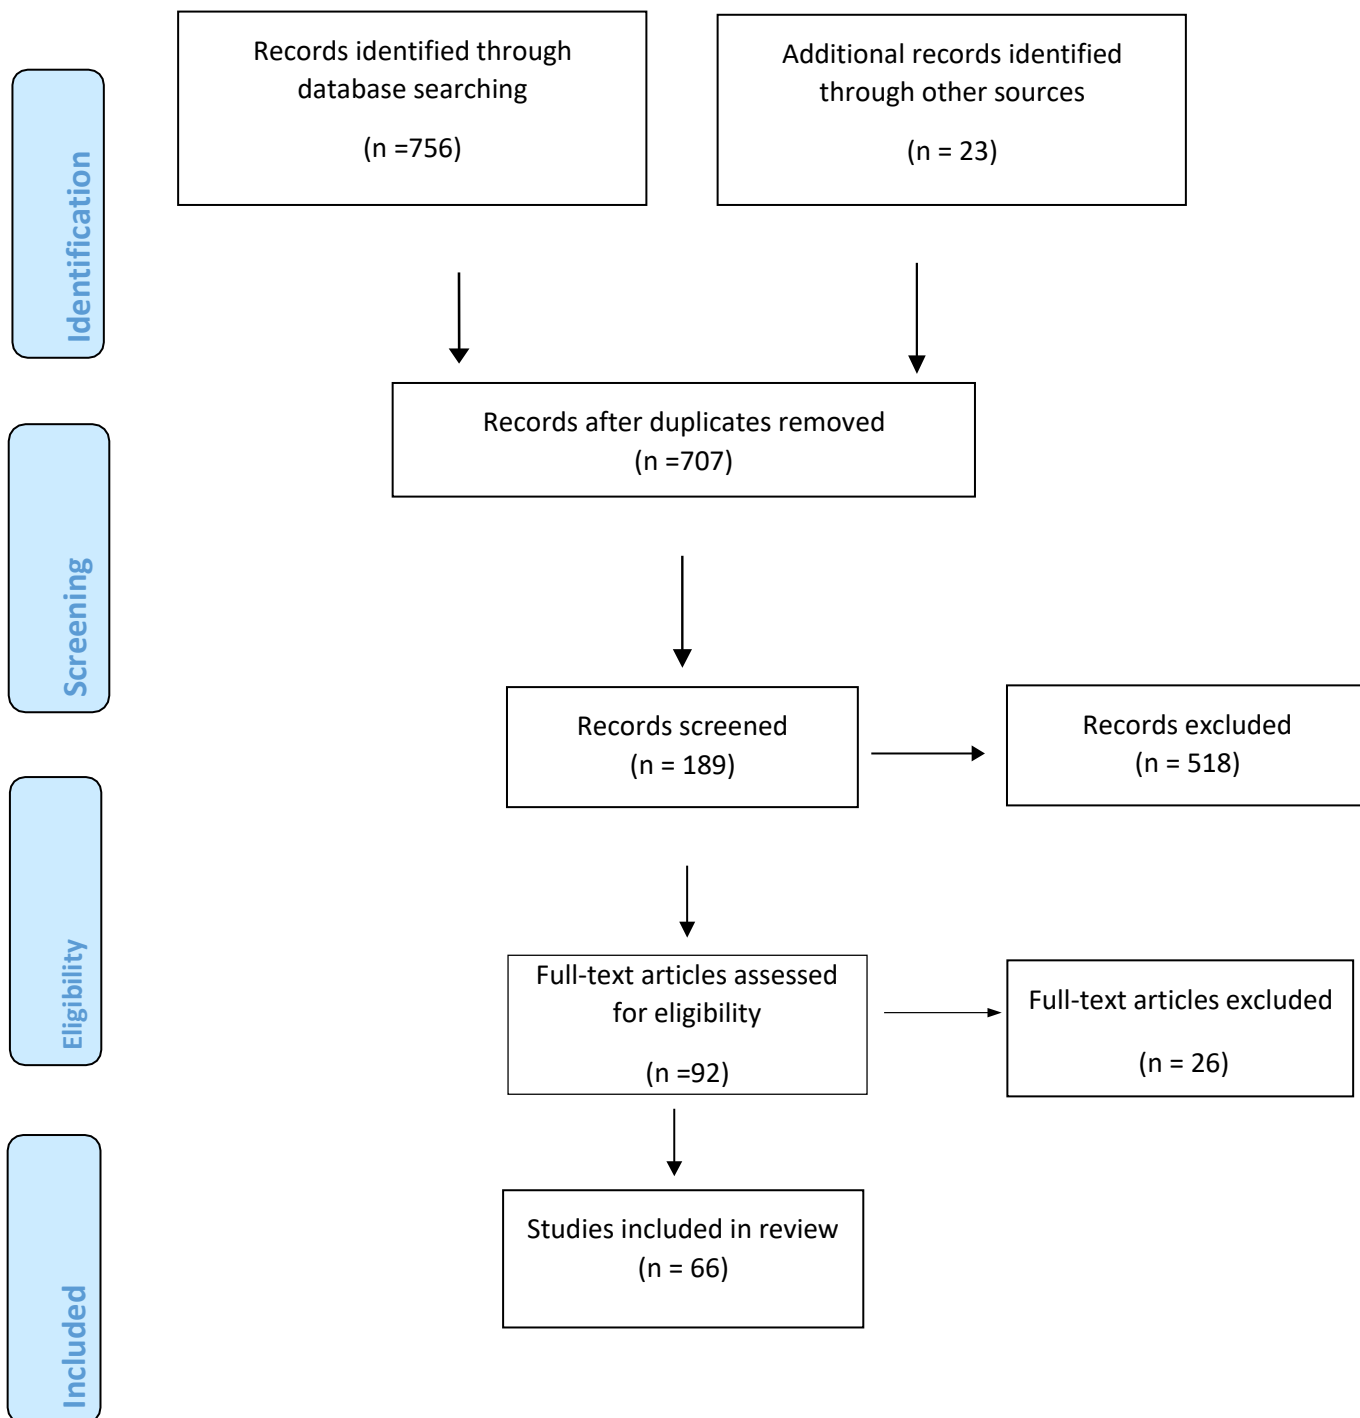 Records identified through
database searching
(n =756)
Additional records identified
through other sources
(n = 23)
Identification
Records after duplicates removed
(n =707)
Screening
Records screened
(n = 189)
Records excluded
(n = 518)
Eligibility
Full-text articles assessed
for eligibility
(n =92)
Full-text articles excluded
(n = 26)
Included
Studies included in review
(n = 66)